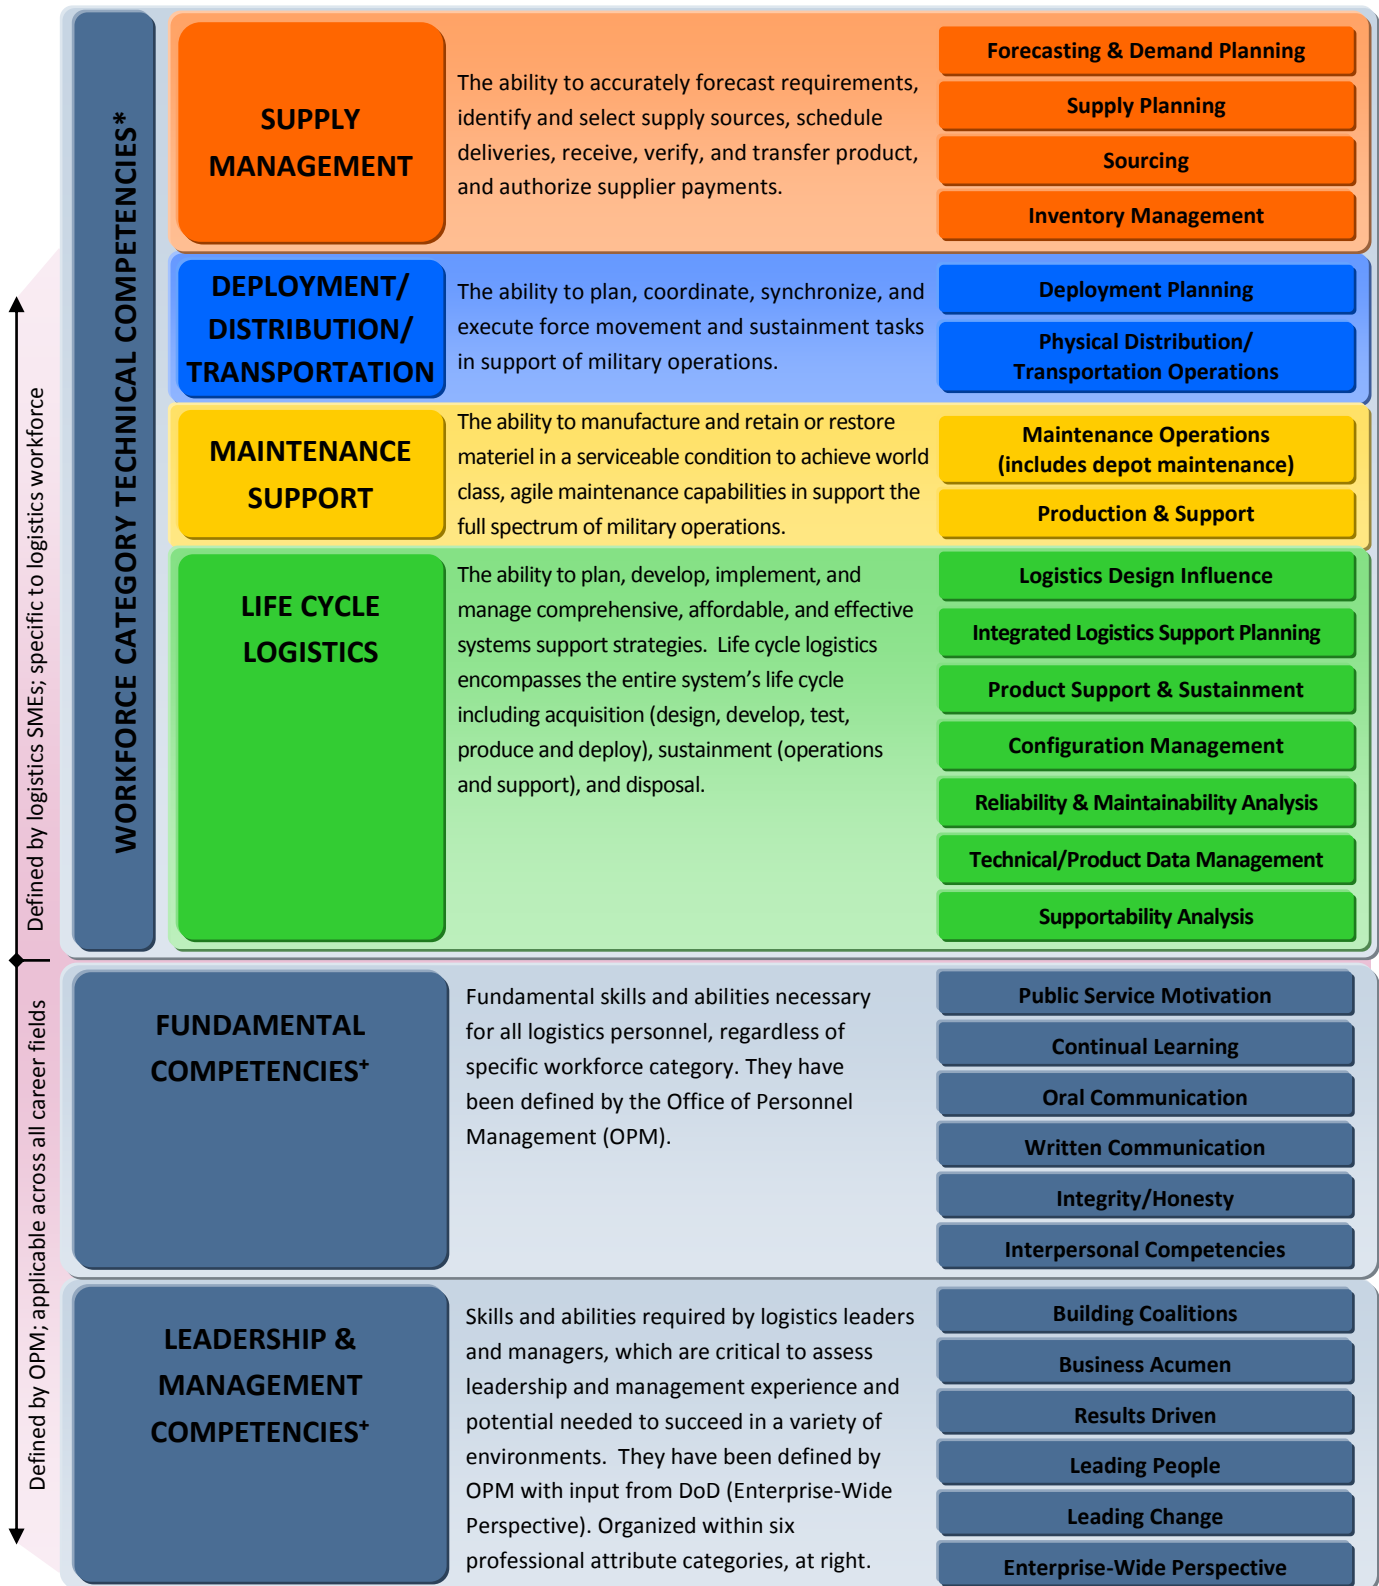 WORKFORCE CATEGORY TECHNICAL COMPETENCIES*
Defined by logistics SMEs; specific to logistics workforce
SUPPLY
MANAGEMENT
The ability to accurately forecast requirements,
identify and select supply sources, schedule
deliveries, receive, verify, and transfer product,
and authorize supplier payments.
Forecasting & Demand Planning
Supply Planning
Sourcing
Inventory Management
DEPLOYMENT/
DISTRIBUTION/
TRANSPORTATION
The ability to plan, coordinate, synchronize, and
execute force movement and sustainment tasks
in support of military operations.
Deployment Planning
Physical Distribution/
Transportation Operations
MAINTENANCE
SUPPORT
The ability to manufacture and retain or restore
materiel in a serviceable condition to achieve world
class, agile maintenance capabilities in support the
full spectrum of military operations.
Maintenance Operations
(includes depot maintenance)
Production & Support
LIFE CYCLE
LOGISTICS
The ability to plan, develop, implement, and
manage comprehensive, affordable, and effective
systems support strategies.  Life cycle logistics
encompasses the entire system’s life cycle
including acquisition (design, develop, test,
produce and deploy), sustainment (operations
and support), and disposal.
Logistics Design Influence
Integrated Logistics Support Planning
Product Support & Sustainment
Configuration Management
Reliability & Maintainability Analysis
Technical/Product Data Management
Supportability Analysis
Defined by OPM; applicable across all career fields
FUNDAMENTAL
COMPETENCIES⁺
Fundamental skills and abilities necessary
for all logistics personnel, regardless of
specific workforce category. They have
been defined by the Office of Personnel
Management (OPM).
Public Service Motivation
Continual Learning
Oral Communication
Written Communication
Integrity/Honesty
Interpersonal Competencies
LEADERSHIP &
MANAGEMENT
COMPETENCIES⁺
Skills and abilities required by logistics leaders
and managers, which are critical to assess
leadership and management experience and
potential needed to succeed in a variety of
environments.  They have been defined by
OPM with input from DoD (Enterprise-Wide
Perspective). Organized within six
professional attribute categories, at right.
Building Coalitions
Business Acumen
Results Driven
Leading People
Leading Change
Enterprise-Wide Perspective